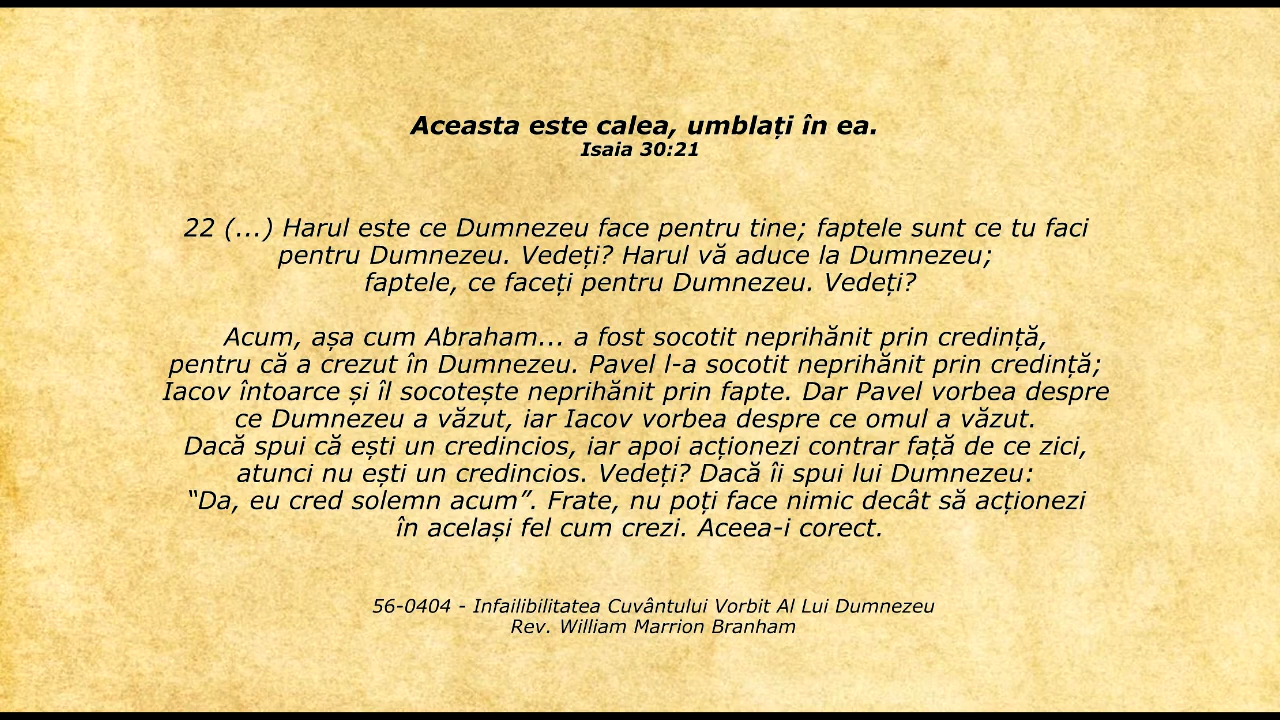 Aceasta este calea, umblați în ea.
Isaia 30:21
22 (...) Harul este ce Dumnezeu face pentru tine; faptele sunt ce tu faci
pentru Dumnezeu. Vedeți? Harul vă aduce la Dumnezeu;
faptele, ce faceți pentru Dumnezeu. Vedeți?
Acum, așa cum Abraham... a fost socotit neprihănit prin credință,
pentru că a crezut în Dumnezeu. Pavel l-a socotit neprihănit prin credință;
Iacov întoarce și îl socotește neprihănit prin fapte. Dar Pavel vorbea despre
ce Dumnezeu a văzut, iar Iacov vorbea despre ce omul a văzut.
Dacă spui că ești un credincios, iar apoi acționezi contrar față de ce zici,
atunci nu ești un credincios. Vedeți? Dacă îi spui lui Dumnezeu:
“Da, eu cred solemn acum”. Frate, nu poți face nimic decât să acționezi
în același fel cum crezi. Aceea-i corect.
56-0404 - Infailibilitatea Cuvântului Vorbit Al Lui Dumnezeu
Rev. William Marrion Branham